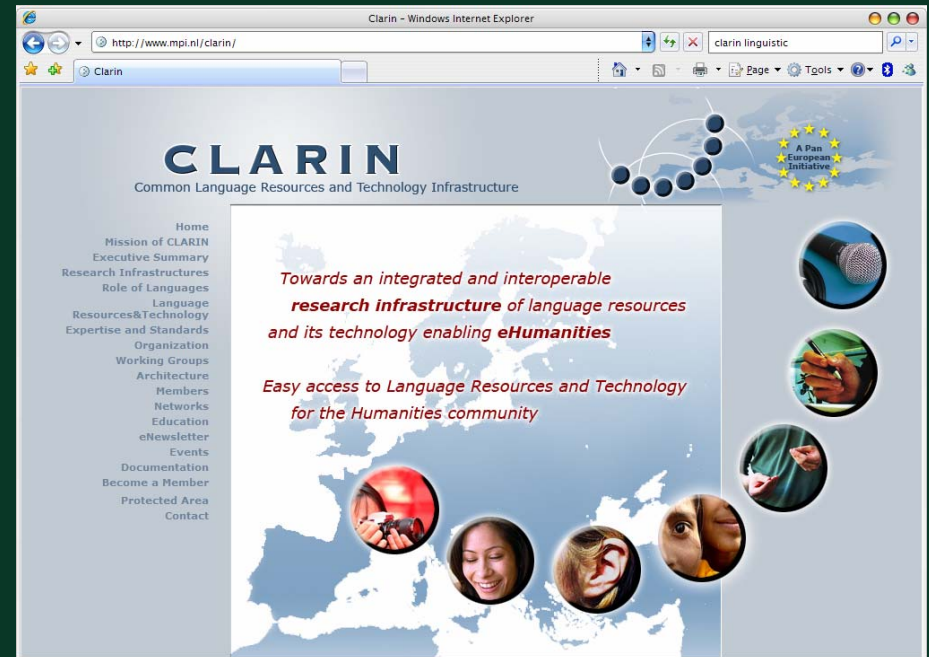 Clarin - Windows Internet Explorer
http://www.mpi.nl/clarin/
clarin linguistic
Clarin
Page
Tools
CLARIN
Common Language Resources and Technology Infrastructure
A Pan
European
Initiative
Home
Mission of CLARIN
Executive Summary
Research Infrastructures
Role of Languages
Language
Resources&Technology
Expertise and Standards
Organization
Working Groups
Architecture
Members
Networks
Education
eNewsletter
Events
Documentation
Become a Member
Protected Area
Contact
Towards an integrated and interoperable
research infrastructure of language resources
and its technology enabling eHumanities
Easy access to Language Resources and Technology
for the Humanities community